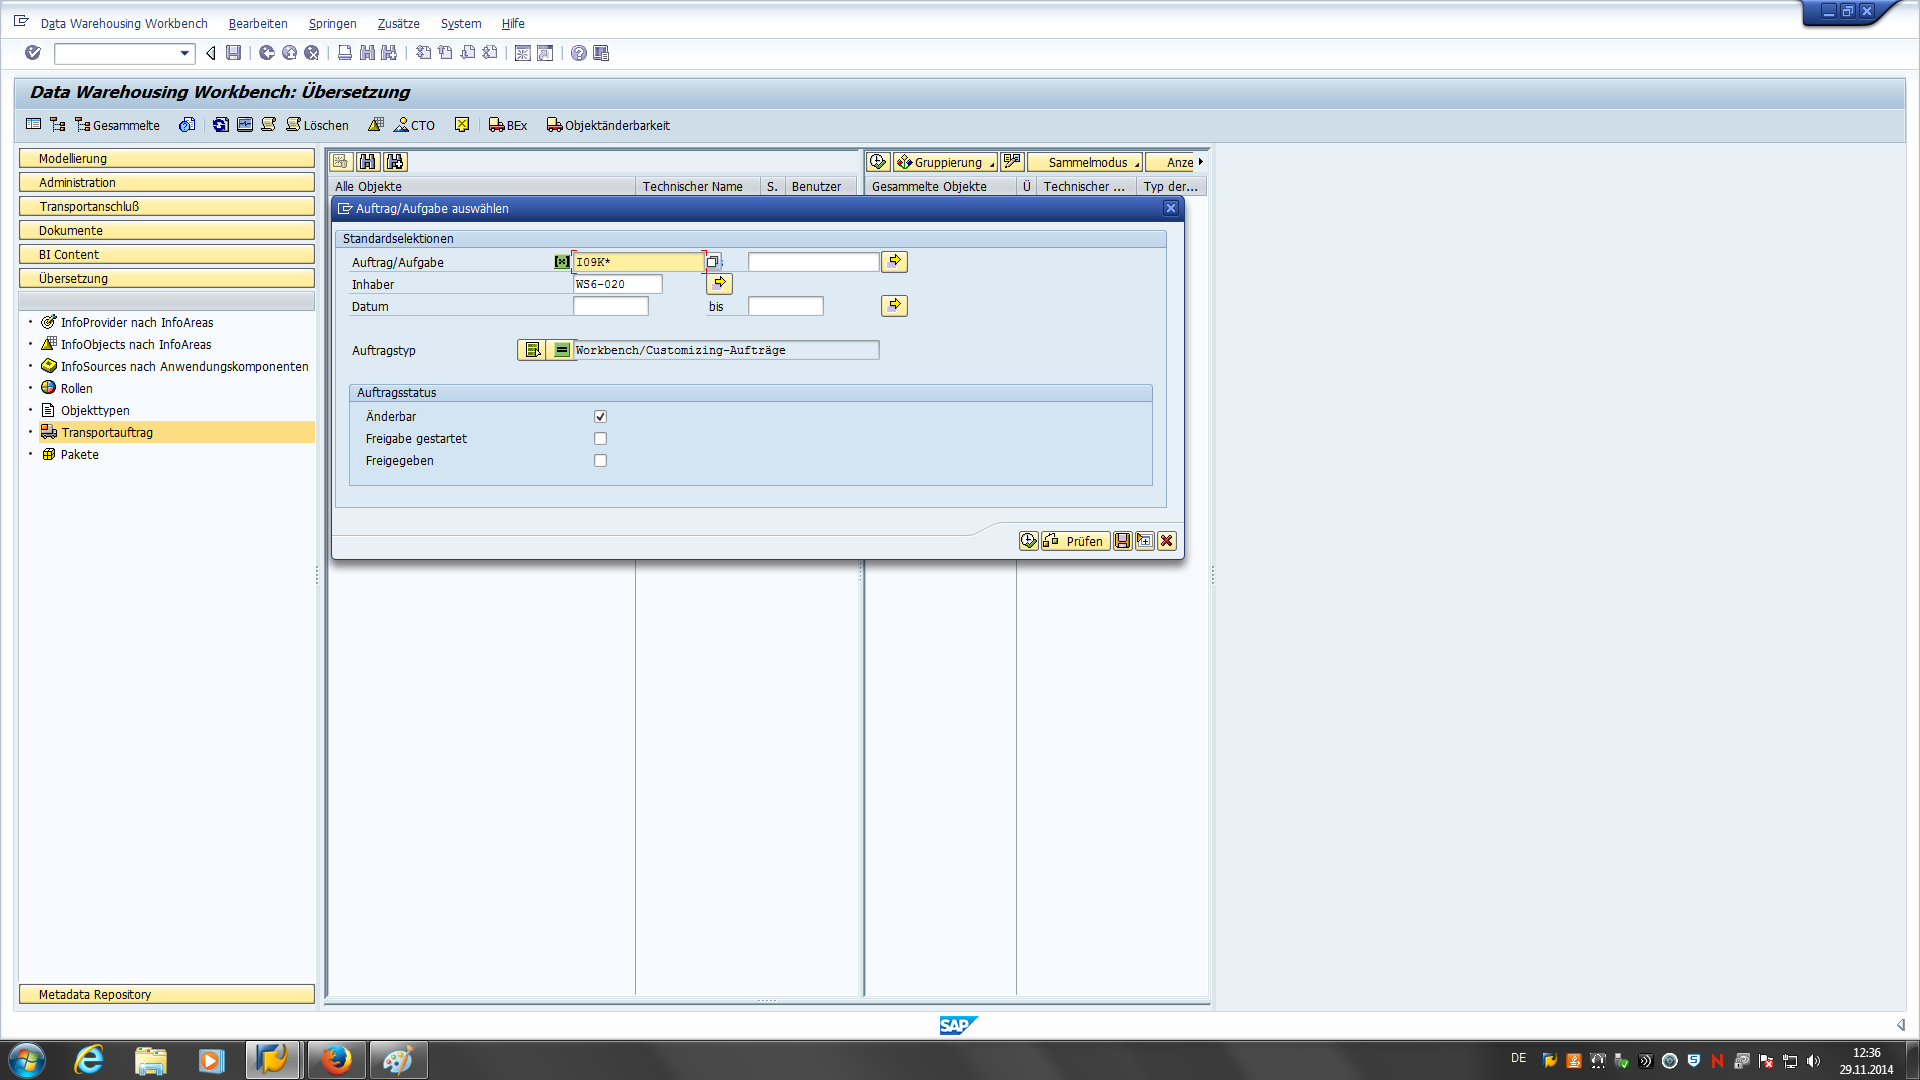 Data Warehousing Workbench Bearbeiten Springen Zusätze System Hilfe
Data Warehousing Workbench: Übersetzung
Gesammelte Löschen CTO BEx Objektänderbarkeit
Modellierung
Administration
Transportanschluß
Dokumente
BI Content
Übersetzung
InfoProvider nach InfoAreas
InfoObjects nach InfoAreas
InfoSources nach Anwendungskomponenten
Rollen
Objekttypen
Transportauftrag
Pakete
Metadata Repository
Gruppierung Sammelmodus Anze
Alle Objekte Technischer Name S. Benutzer Gesammelte Objekte Ü Technischer ... Typ der...
Auftrag/Aufgabe auswählen
Standardselektionen
Auftrag/Aufgabe I09K*
Inhaber WS6-020
Datum bis
Auftragstyp Workbench/Customizing-Aufträge
Auftragsstatus
Änderbar
Freigabe gestartet
Freigegeben
Prüfen
SAP
DE 12:36
29.11.2014